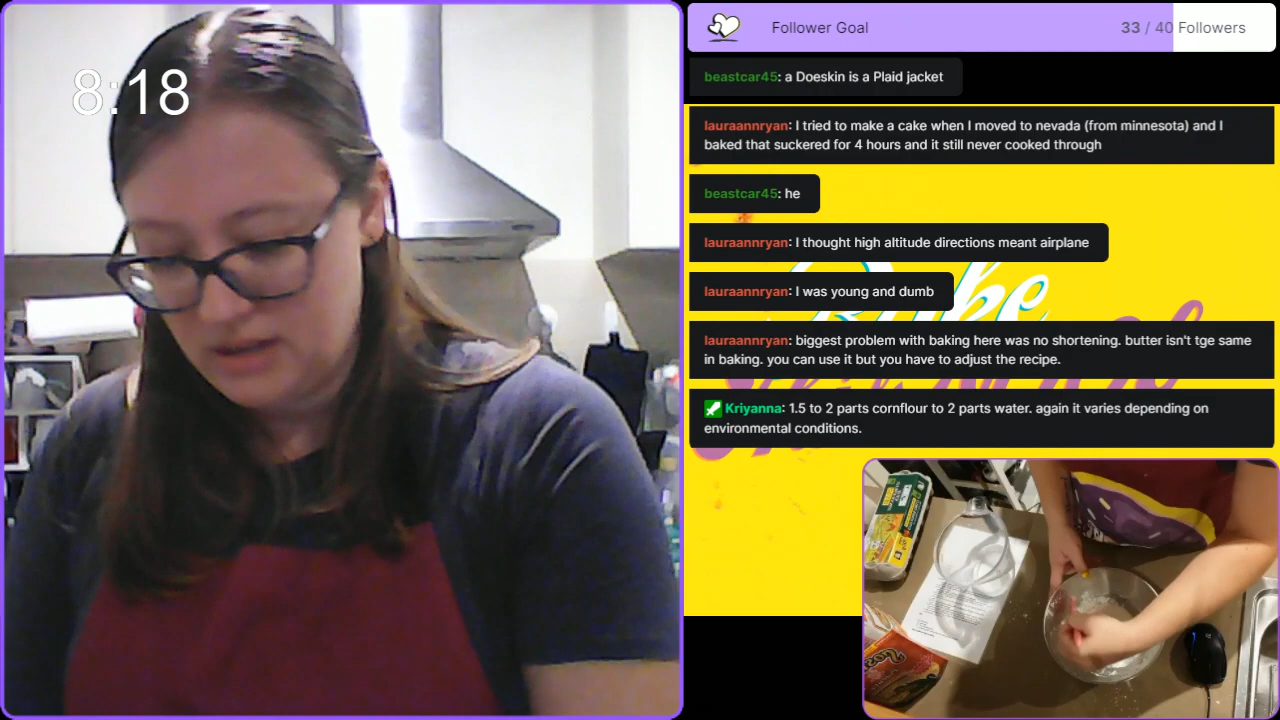 8:18
Follower Goal
33 / 40 Followers
beastcar45: a Doeskin is a Plaid jacket
lauraannryan: I tried to make a cake when I moved to nevada (from minnesota) and I
baked that suckered for 4 hours and it still never cooked through
beastcar45: he
lauraannryan: I thought high altitude directions meant airplane
lauraannryan: I was young and dumb
lauraannryan: biggest problem with baking here was no shortening. butter isn't tge same
in baking. you can use it but you have to adjust the recipe.
Kriyanna: 1.5 to 2 parts cornflour to 2 parts water. again it varies depending on
environmental conditions.